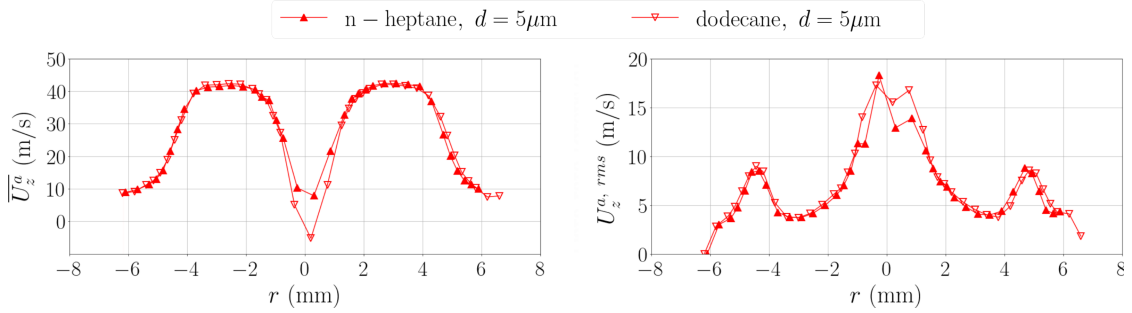 n − heptane, d = 5μm dodecane, d = 5μm
50
40
30
20
10
0
−8 −6 −4 −2 0 2 4 6 8
r (mm)
$\overline{U_z^a}$ (m/s)
20
15
10
5
0
−8 −6 −4 −2 0 2 4 6 8
r (mm)
$U_z^{a,\,rms}$ (m/s)